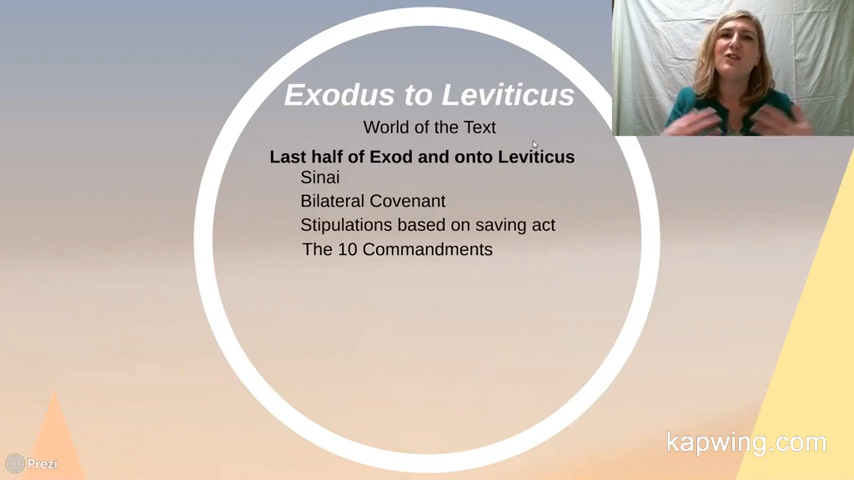 Exodus to Leviticus
World of the Text
Last half of Exod and onto Leviticus
Sinai
Bilateral Covenant
Stipulations based on saving act
The 10 Commandments
kapwing.com
Prezi